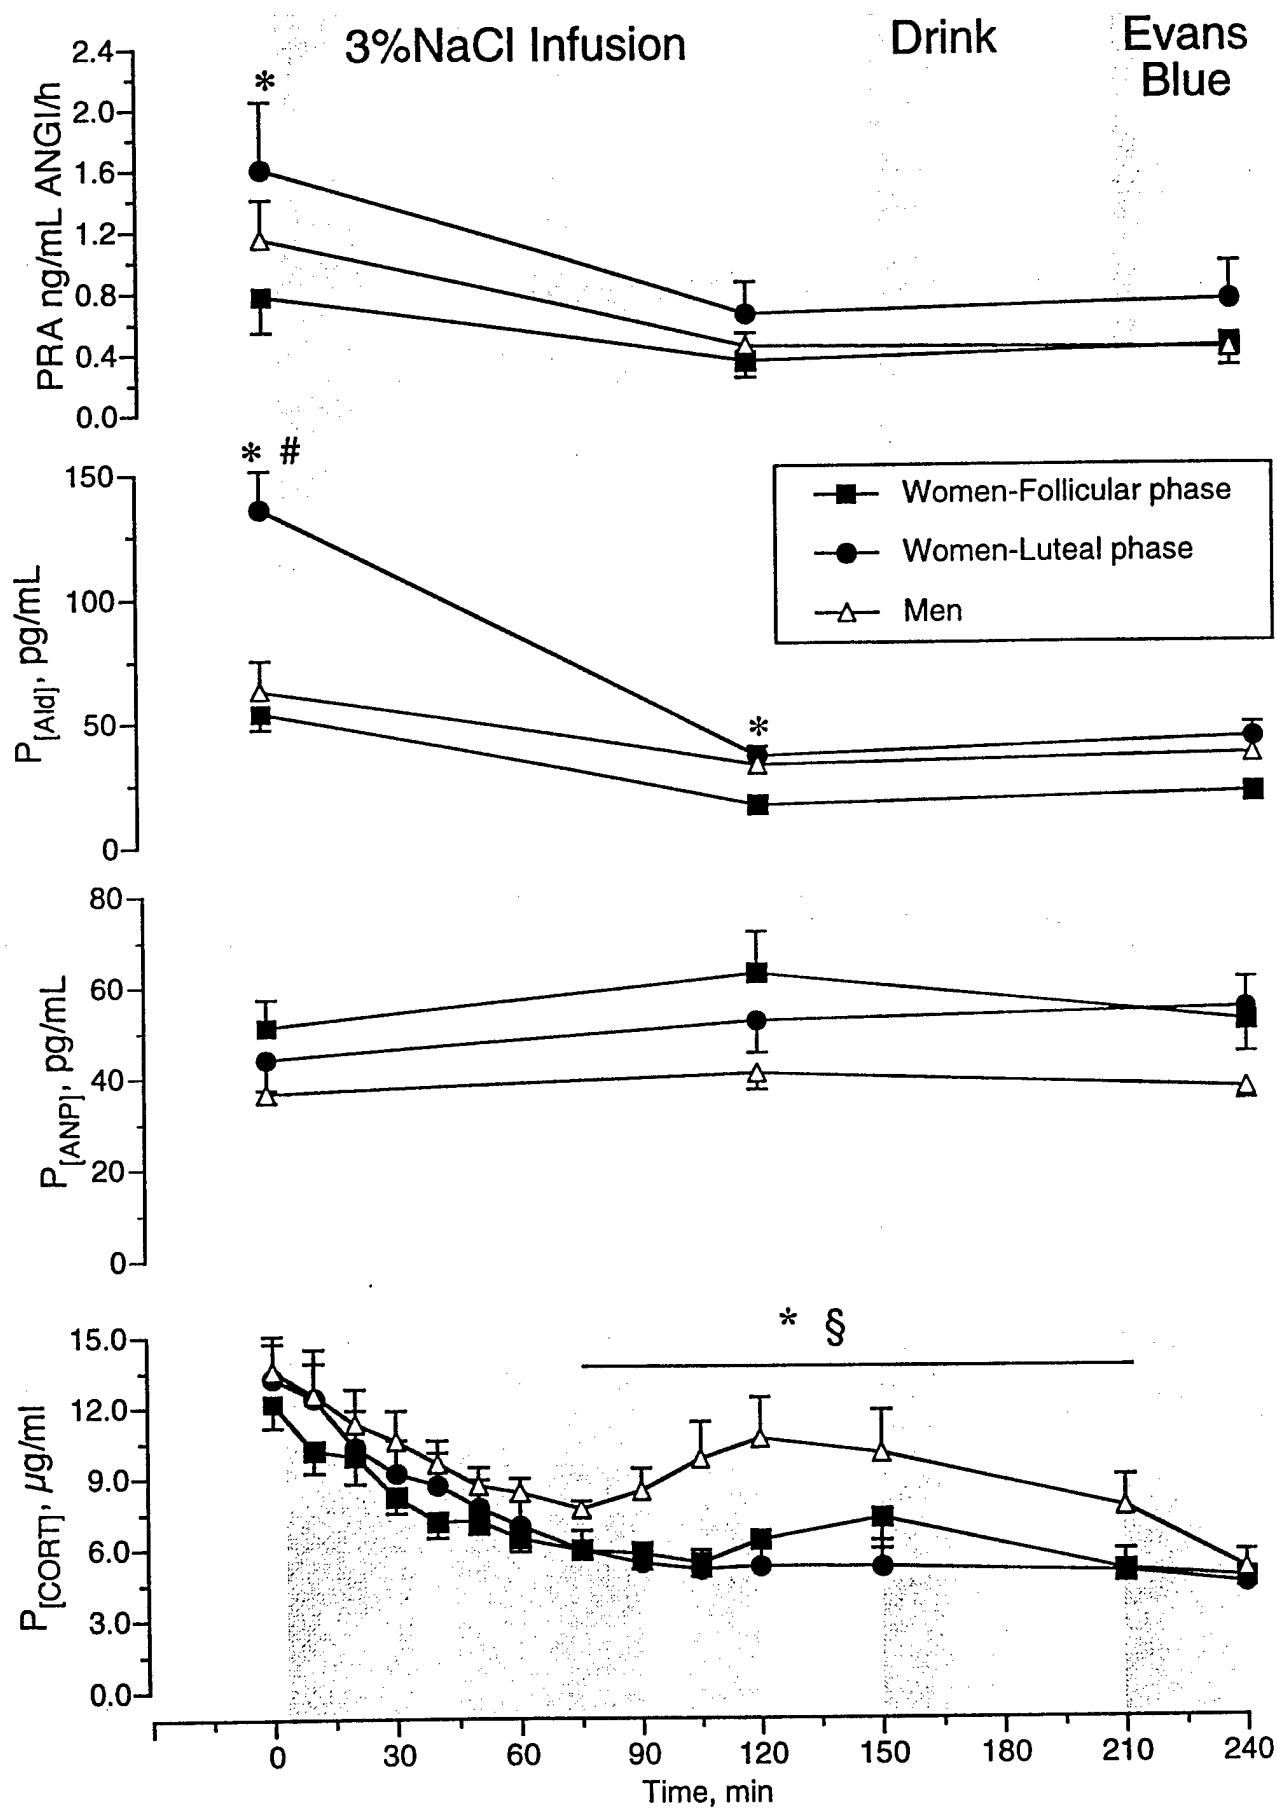 3%NaCl Infusion
Drink
Evans
Blue
PRA ng/mL ANGI/h
2.4
2.0
1.6
1.2
0.8
0.4
0.0
*
P[Ald], pg/mL
150
100
50
0
* #
*
Women-Follicular phase
Women-Luteal phase
Men
P[ANP], pg/mL
80
60
40
20
0
P[CORT], µg/ml
15.0
12.0
9.0
6.0
3.0
0.0
* §
0 30 60 90 120 150 180 210 240
Time, min